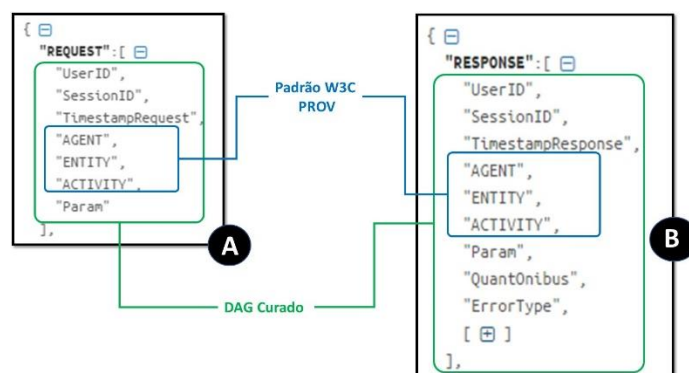 {
"REQUEST":[
"UserID",
"SessionID",
"TimestampRequest",
"AGENT",
"ENTITY",
"ACTIVITY",
"Param"
],
A
Padrão W3C
PROV
DAG Curado
{
"RESPONSE":[
"UserID",
"SessionID",
"TimestampResponse",
"AGENT",
"ENTITY",
"ACTIVITY",
"Param",
"QuantOnibus",
"ErrorType",
[ + ]
],
B